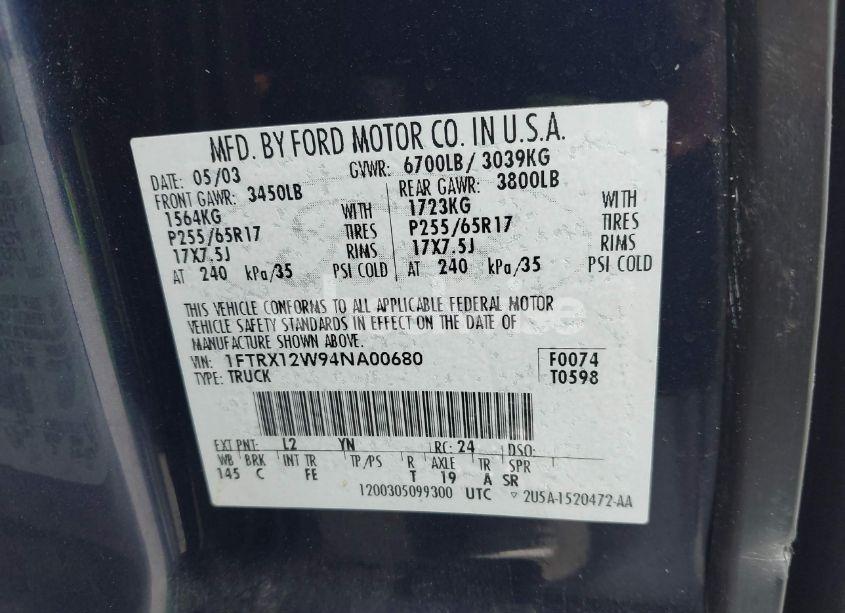 MFD. BY FORD MOTOR CO. IN U.S.A.
DATE: 05/03 GVWR: 6700LB/ 3039KG
FRONT GAWR: 3450LB REAR GAWR: 3800LB
1564KG WITH 1723KG WITH
P255/65R17 TIRES P255/65R17 TIRES
17X7.5J RIMS 17X7.5J RIMS
AT 240 kPa/35 PSI COLD AT 240 kPa/35 PSI COLD
THIS VEHICLE CONFORMS TO ALL APPLICABLE FEDERAL MOTOR
VEHICLE SAFETY STANDARDS IN EFFECT ON THE DATE OF
MANUFACTURE SHOWN ABOVE.
VIN: 1FTRX12W94NA00680 F0074
TYPE: TRUCK T0598
EXT PNT: L2 YN RC: 24 DSO:
WB BRK INT TR TP/PS R AXLE TR SPR
145 C FE T 19 A SR
1200305099300 UTC ▽ 2U5A-1520472-AA